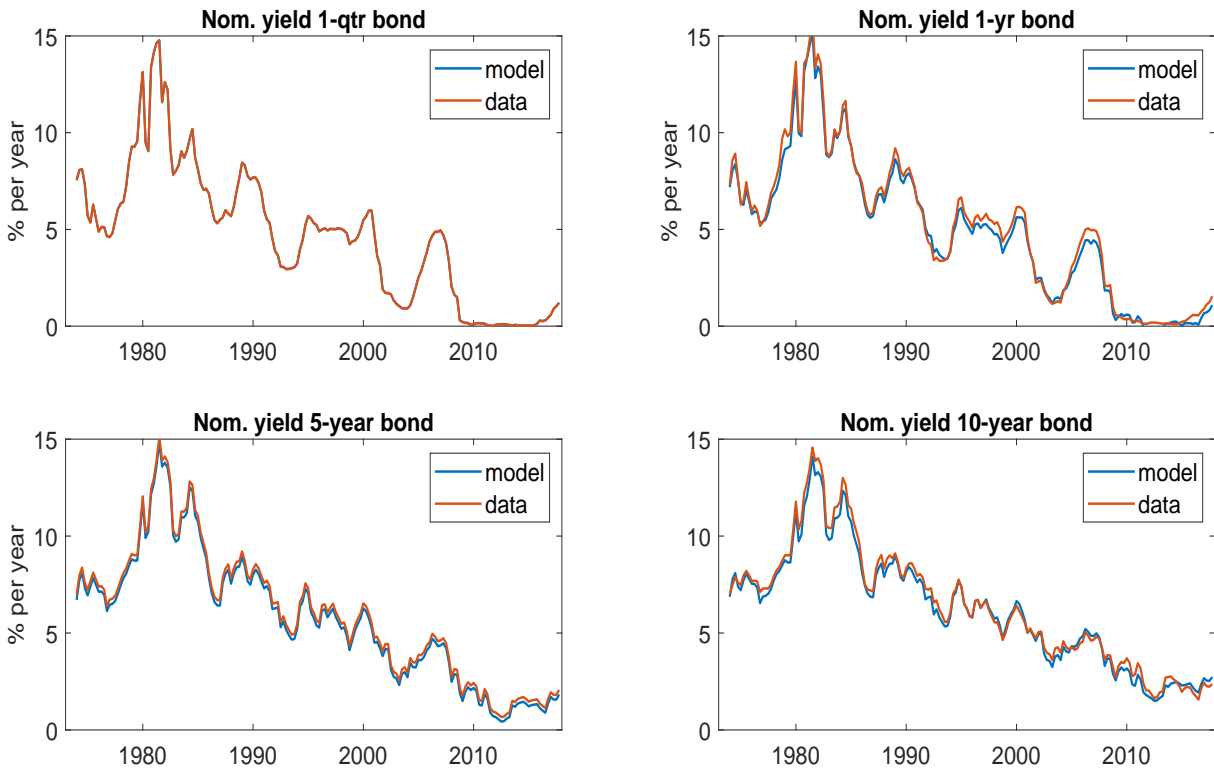 Nom. yield 1-qtr bond
15
10
5
0
% per year
model
data
1980
1990
2000
2010
Nom. yield 1-yr bond
15
10
5
0
% per year
model
data
1980
1990
2000
2010
Nom. yield 5-year bond
15
10
5
0
% per year
model
data
1980
1990
2000
2010
Nom. yield 10-year bond
15
10
5
0
% per year
model
data
1980
1990
2000
2010